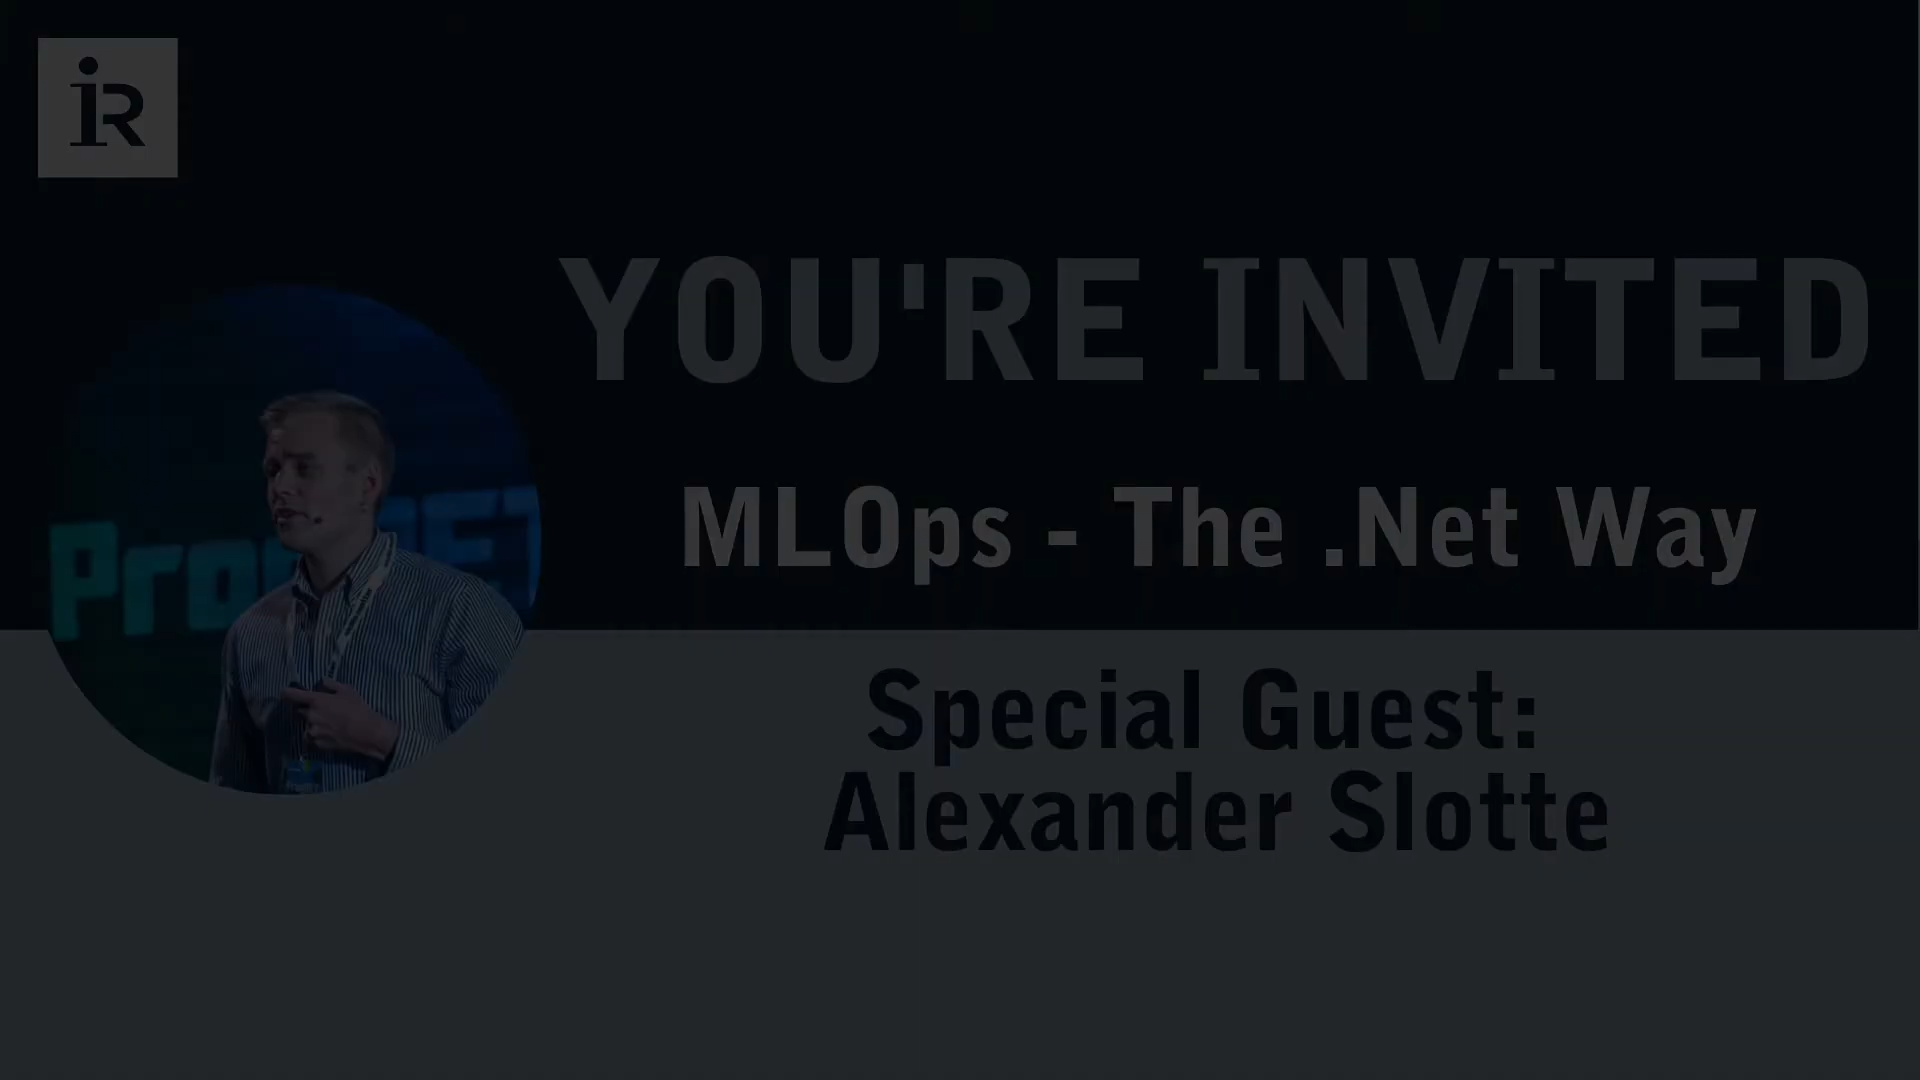 iR
YOU'RE INVITED
MLOps - The .Net Way
Special Guest:
Alexander Slotte